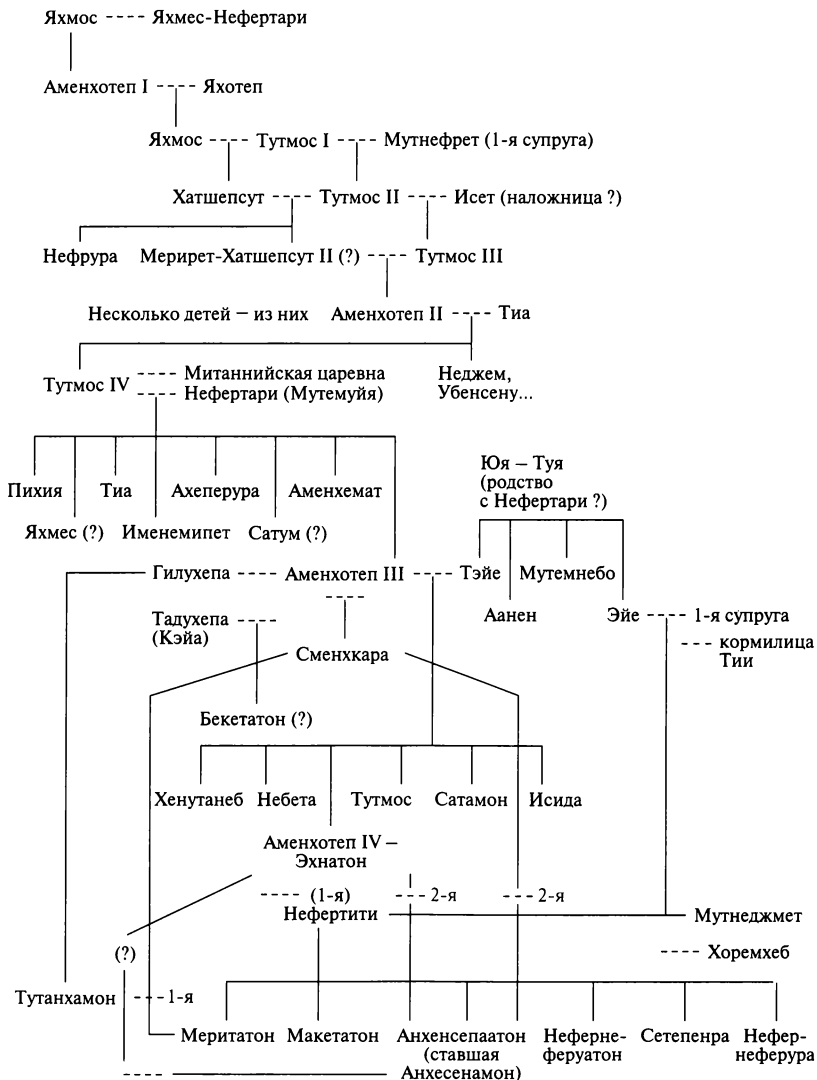 Яхмос ---- Яхмес-Нефертари
Аменхотеп I ---- Яхотеп
Яхмос ---- Тутмос I ---- Мутнефрет (1-я супруга)
Хатшепсут ---- Тутмос II ---- Исет (наложница ?)
Нефрура Мерирет-Хатшепсут II (?) ---- Тутмос III
Несколько детей – из них Аменхотеп II ---- Тиа
Тутмос IV ---- Митаннийская царевна
---- Нефертари (Мутемуйя)
Неджем,
Убенсену...
Юя – Туя
(родство
с Нефертари ?)
Пихия Тиа Ахеперура Аменхемат
Яхмес (?) Именемипет Сатум (?)
Гилухепа ---- Аменхотеп III ---- Тэйе Мутемнебо
----
Аанен Эйе ---- 1-я супруга
---- кормилица
Тии
Тадухепа ----
(Кэйа)
Сменхкара
Бекетатон (?)
Хенутанеб Небета Тутмос Сатамон Исида
Аменхотеп IV –
Эхнатон
---- (1-я) ---- 2-я ---- 2-я
Нефертити Мутнеджмет
(?) ---- Хоремхеб
Тутанхамон ---- 1-я
Меритатон Макетатон Анхенсепаатон Неферне- Сетепенра Нефер-
(ставшая феруатон неферура
---- Анхесенамон)